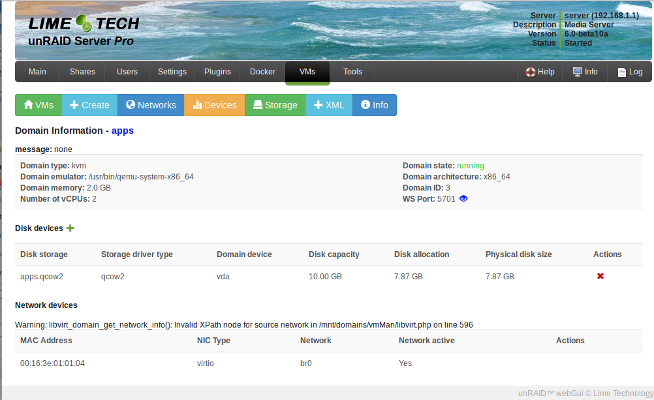 LIME TECH
unRAID Server Pro
Server server (192.168.1.1)
Description Media Server
Version 6.0-beta10a
Status Started
Main Shares Users Settings Plugins Docker VMs Tools Help Info Log
VMs Create Networks Devices Storage XML Info
Domain Information - apps
message: none
Domain type: kvm Domain state: running
Domain emulator: /usr/bin/qemu-system-x86_64 Domain architecture: x86_64
Domain memory: 2.0 GB Domain ID: 3
Number of vCPUs: 2 WS Port: 5701
Disk devices
Disk storage Storage driver type Domain device Disk capacity Disk allocation Physical disk size Actions
apps.qcow2 qcow2 vda 10.00 GB 7.87 GB 7.87 GB
Network devices
Warning: libvirt_domain_get_network_info(): Invalid XPath node for source network in /mnt/domains/vmMan/libvirt.php on line 596
MAC Address NIC Type Network Network active Actions
00:16:3e:01:01:04 virtio br0 Yes
unRAID™ webGui © Lime Technology